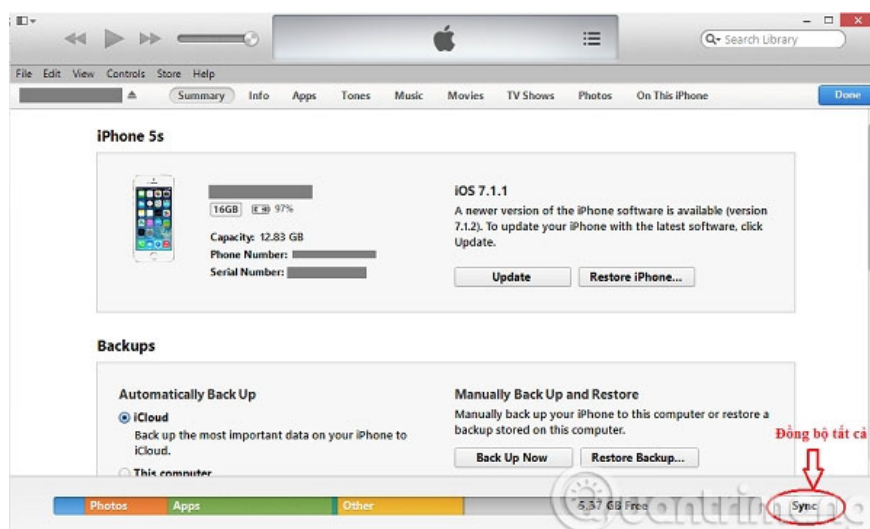 Search Library
File Edit View Controls Store Help
Summary Info Apps Tones Music Movies TV Shows Photos On This iPhone Done
iPhone 5s
16GB 97%
Capacity: 12.83 GB
Phone Number:
Serial Number:
iOS 7.1.1
A newer version of the iPhone software is available (version
7.1.2). To update your iPhone with the latest software, click
Update.
Update Restore iPhone...
Backups
Automatically Back Up
iCloud
Back up the most important data on your iPhone to
iCloud.
This computer
Manually Back Up and Restore
Manually back up your iPhone to this computer or restore a
backup stored on this computer.
Back Up Now Restore Backup...
Đồng bộ tất cả
Photos Apps Other 5.37 GB Free Sync
uantrimang